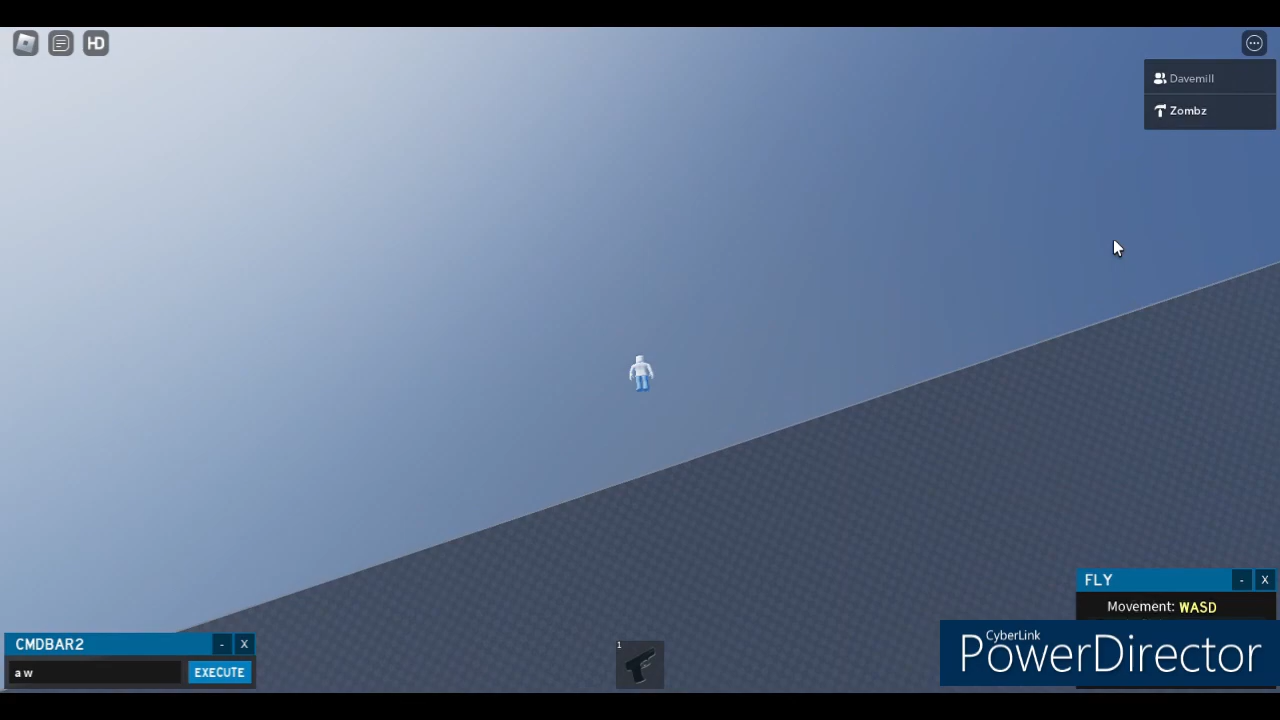 HD
Davemill
Zombz
FLY
-
X
Movement: WASD
CMDBAR2
-
X
a w
EXECUTE
1
CyberLink
PowerDirector